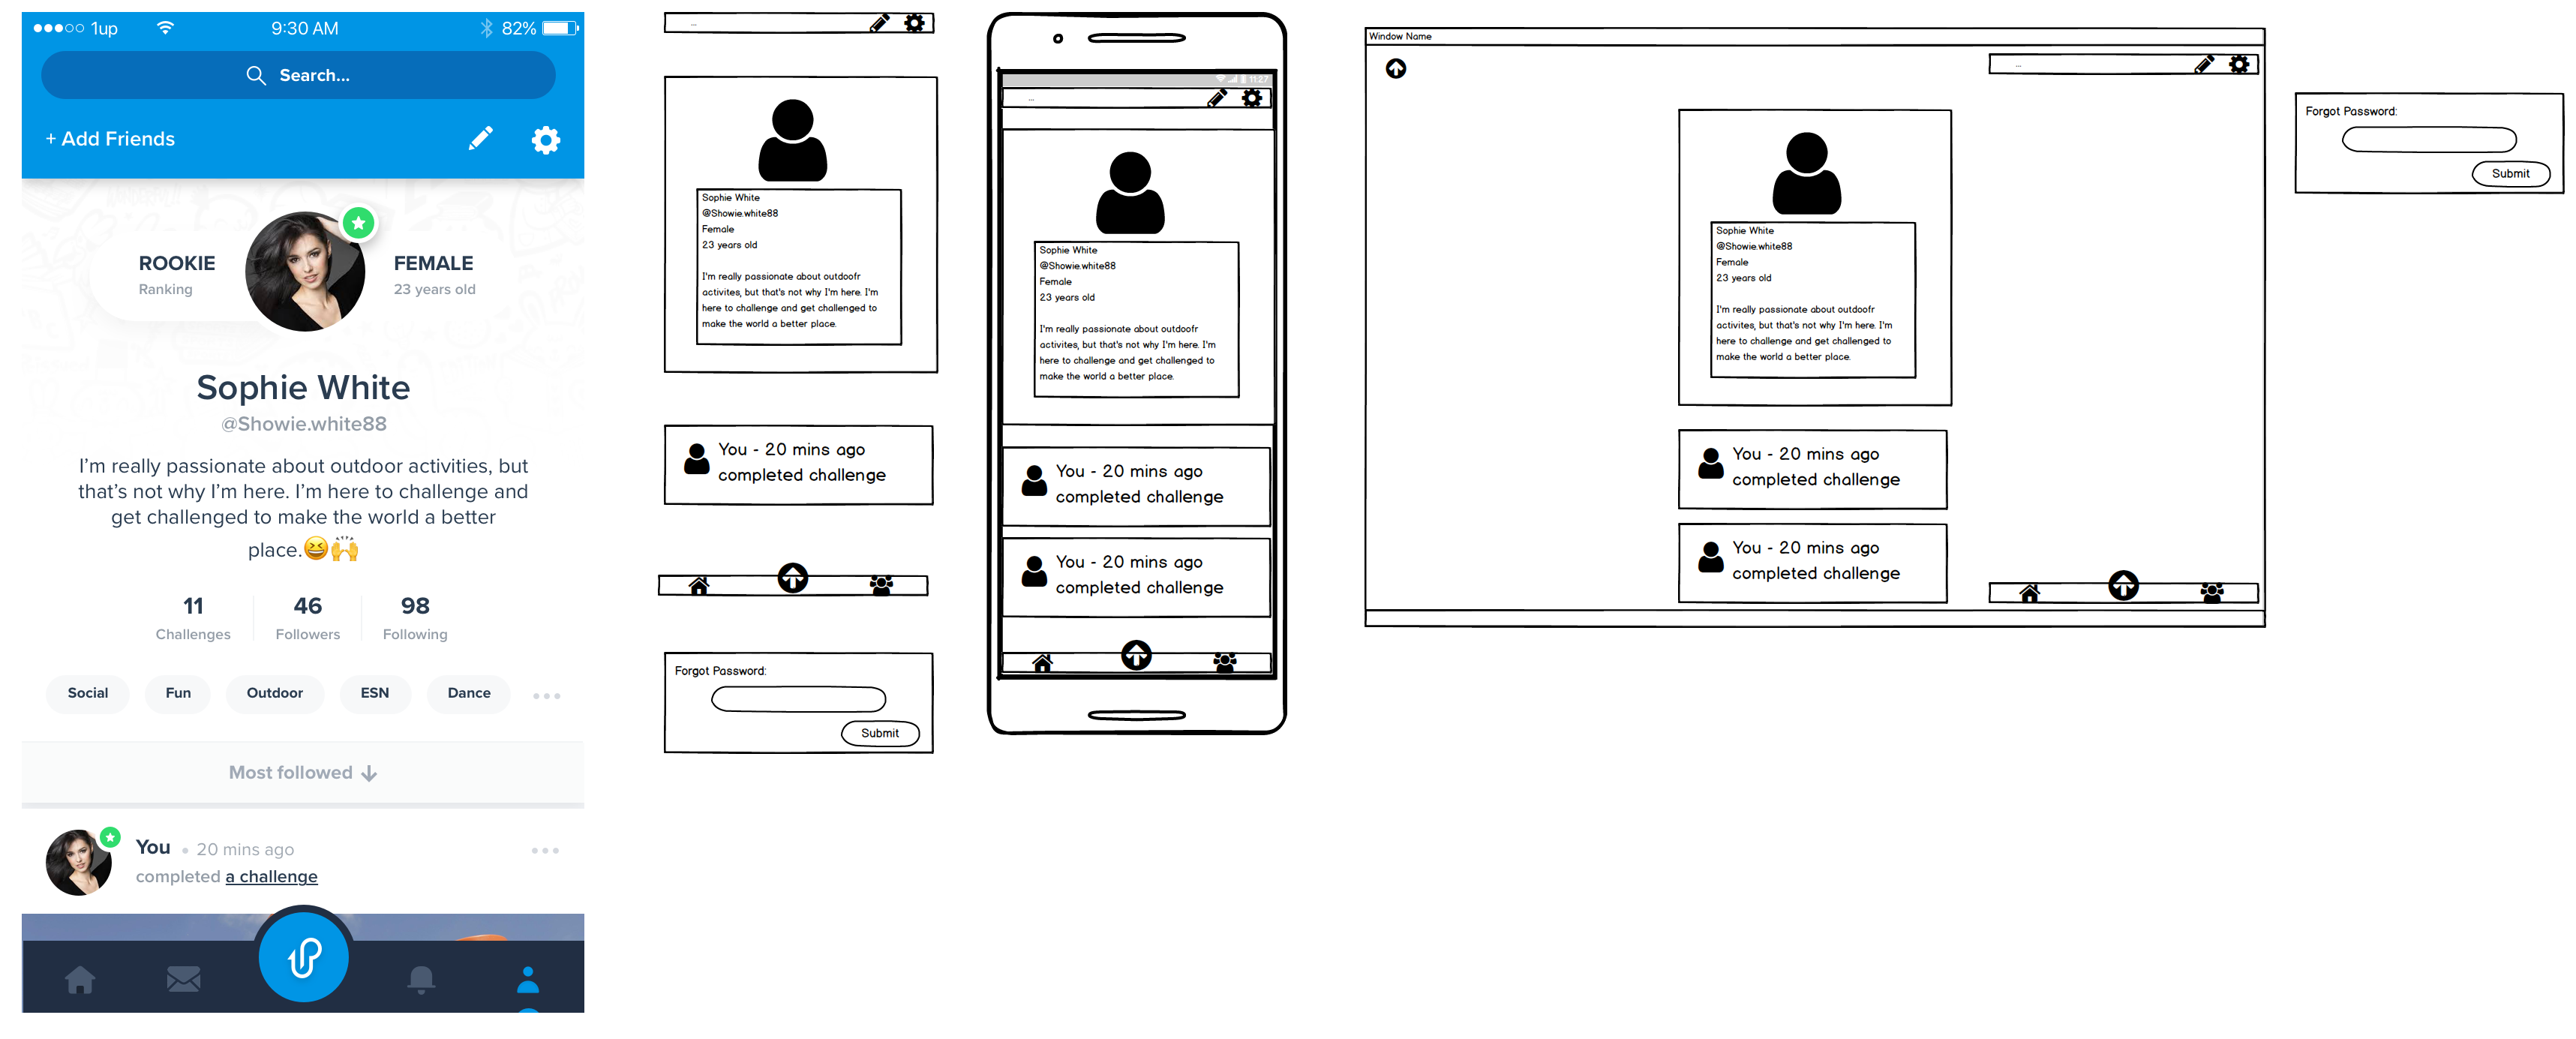 1up 9:30 AM 82%
Search...
+ Add Friends
ROOKIE
Ranking
FEMALE
23 years old
Sophie White
@Showie.white88
I'm really passionate about outdoor activities, but
that's not why I'm here. I'm here to challenge and
get challenged to make the world a better
place.😆🙌
11
Challenges
46
Followers
98
Following
Social Fun Outdoor ESN Dance
Most followed ↓
You • 20 mins ago
completed a challenge
...
Sophie White
@Showie.white88
Female
23 years old
I'm really passionate about outdoofr
activites, but that's not why I'm here. I'm
here to challenge and get challenged to
make the world a better place.
You - 20 mins ago
completed challenge
Forgot Password:
Submit
11:27
...
Sophie White
@Showie.white88
Female
23 years old
I'm really passionate about outdoofr
activites, but that's not why I'm here. I'm
here to challenge and get challenged to
make the world a better place.
You - 20 mins ago
completed challenge
You - 20 mins ago
completed challenge
Window Name
...
Sophie White
@Showie.white88
Female
23 years old
I'm really passionate about outdoofr
activites, but that's not why I'm here. I'm
here to challenge and get challenged to
make the world a better place.
You - 20 mins ago
completed challenge
You - 20 mins ago
completed challenge
Forgot Password:
Submit